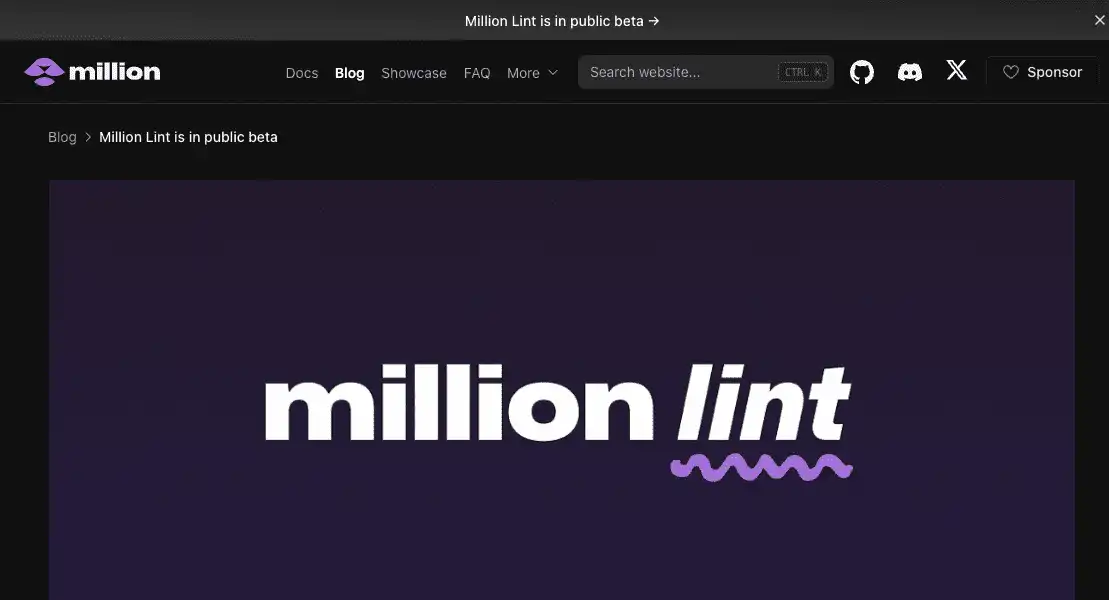 Million Lint is in public beta →
million Docs Blog Showcase FAQ More Search website... CTRL K Sponsor
Blog > Million Lint is in public beta
million lint